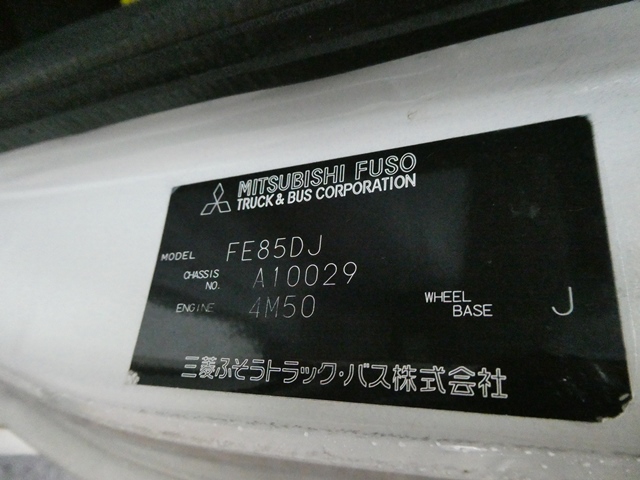 MITSUBISHI FUSO
TRUCK & BUS CORPORATION
MODEL FE85DJ
CHASSIS NO. A10029
ENGINE 4M50
WHEEL BASE J
三菱ふそうトラック・バス株式会社